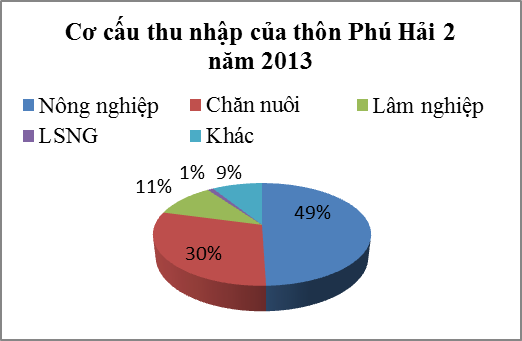 Cơ cấu thu nhập của thôn Phú Hải 2
năm 2013
Nông nghiệp Chăn nuôi Lâm nghiệp
LSNG Khác
1% 9%
11%
49%
30%